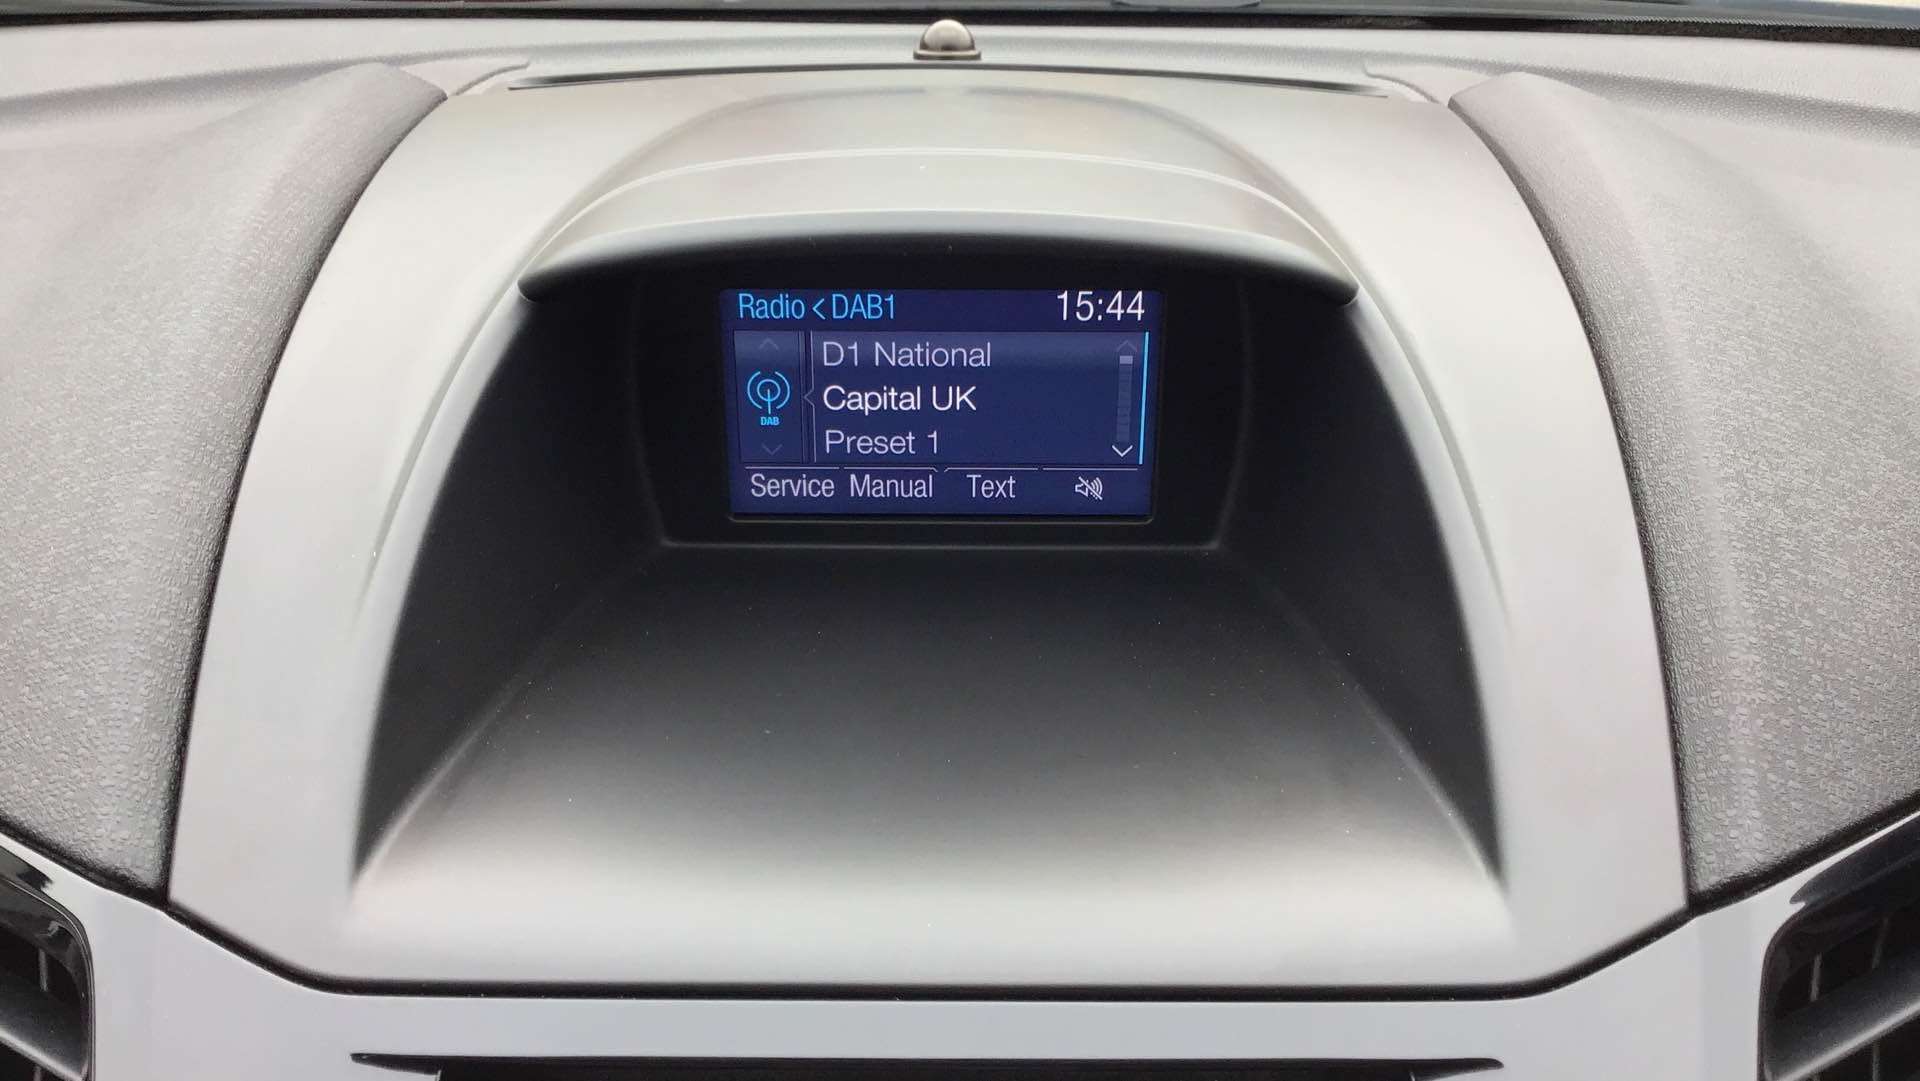 Radio < DAB1 15:44
D1 National
Capital UK
DAB
Preset 1
Service Manual Text